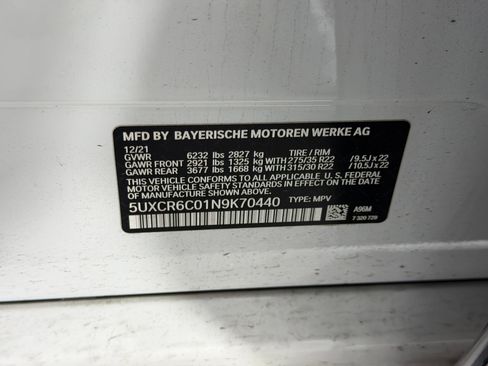 MFD BY BAYERISCHE MOTOREN WERKE AG
12/21
GVWR 6232 lbs 2827 kg TIRE / RIM
GAWR FRONT 2921 lbs 1325 kg 275/35 R22 /9.5J x 22
GAWR REAR 3677 lbs 1668 kg 315/30 R22 /10.5J x 22
THIS VEHICLE CONFORMS TO ALL APPLICABLE U. S. FEDERAL
MOTOR VEHICLE SAFETY STANDARDS IN EFFECT ON THE DATE
OF MANUFACTURE SHOWN ABOVE.
5UXCR6C01N9K70440 TYPE: MPV A96M
7 320 728